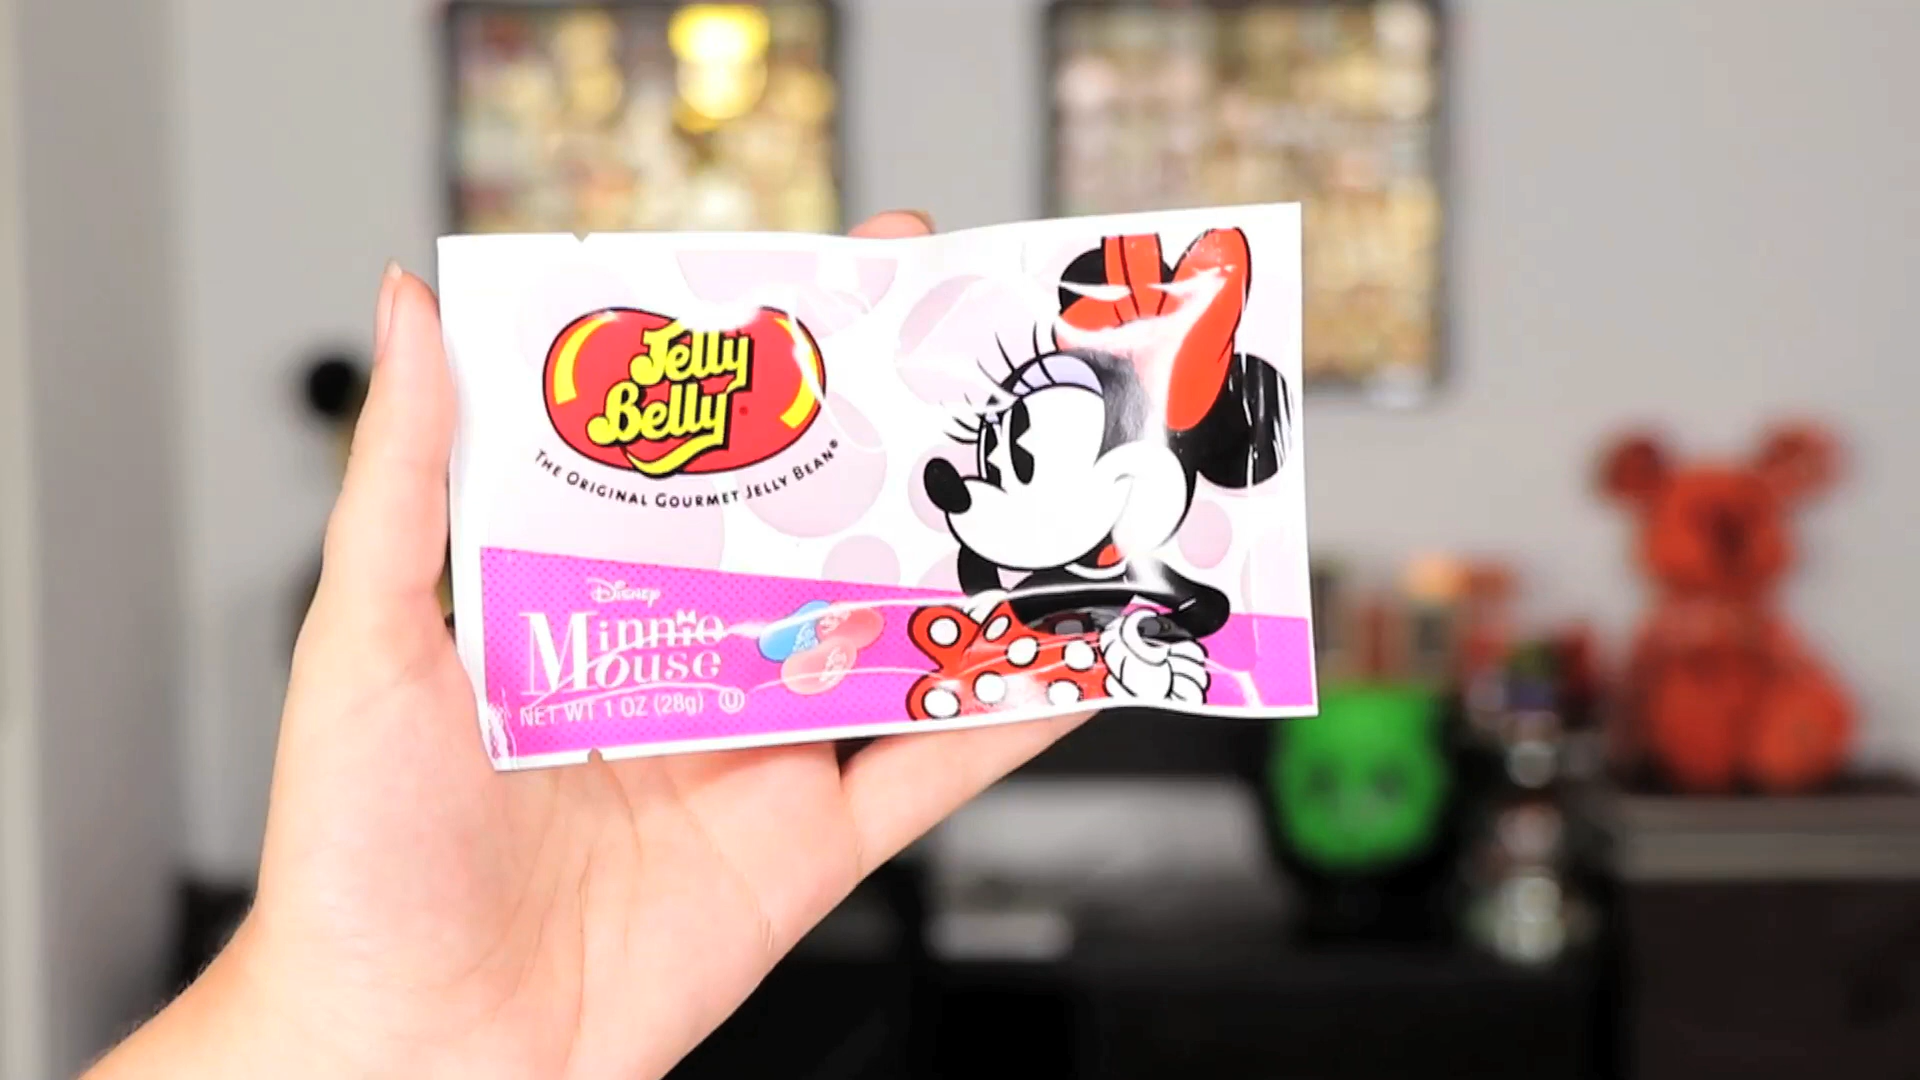 Jelly
Belly
THE ORIGINAL GOURMET JELLY BEAN®
DISNEY
Minnie
Mouse
NET WT 1 OZ (28g) Ⓤ